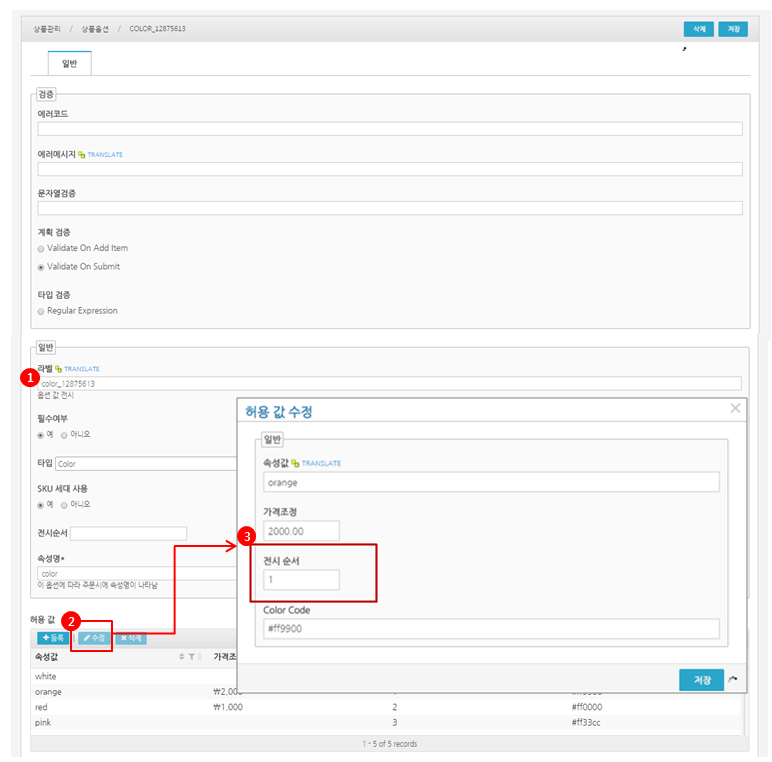 상품관리 / 상품옵션 / COLOR_12875613 삭제 저장
일반
검증
에러코드
에러메시지 TRANSLATE
문자열검증
계획 검증
Validate On Add Item
Validate On Submit
타입 검증
Regular Expression
일반
라벨 TRANSLATE
1
color_12875613
옵션 값 전시
필수여부
예 아니오
타입 Color
SKU 세대 사용
예 아니오
전시순서
속성명*
color
이 옵션에 따라 주문시에 속성명이 나타남
허용 값 수정
일반
속성값 TRANSLATE
orange
가격조정
2000.00
3
전시 순서
1
Color Code
#ff9900
저장
허용 값
2
등록 수정 삭제
속성값 가격조
white
orange ₩2,000
red ₩1,000 2 #ff0000
pink 3 #ff33cc
1 - 5 of 5 records